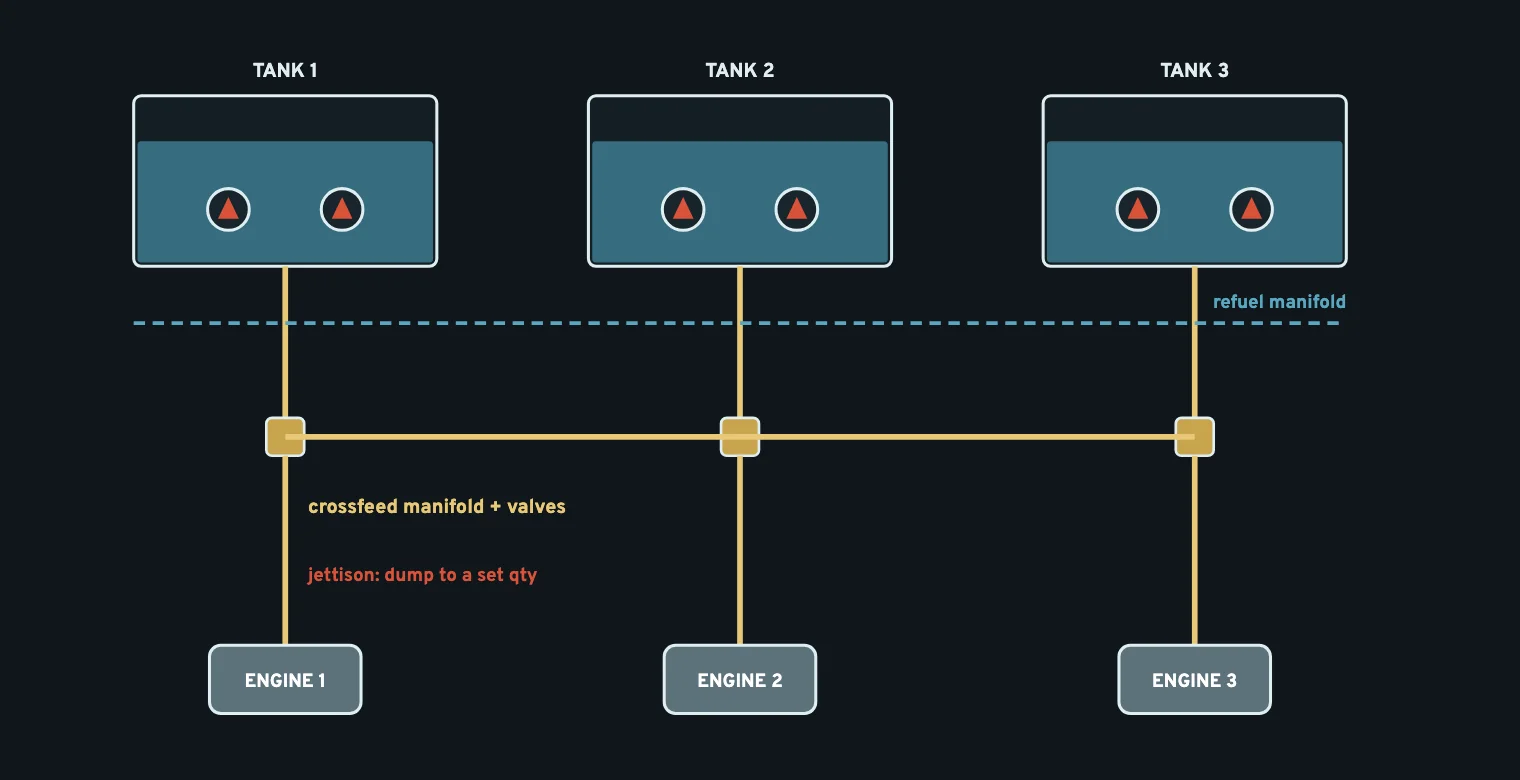 TANK 1
TANK 2
TANK 3
refuel manifold
crossfeed manifold + valves
jettison: dump to a set qty
ENGINE 1
ENGINE 2
ENGINE 3